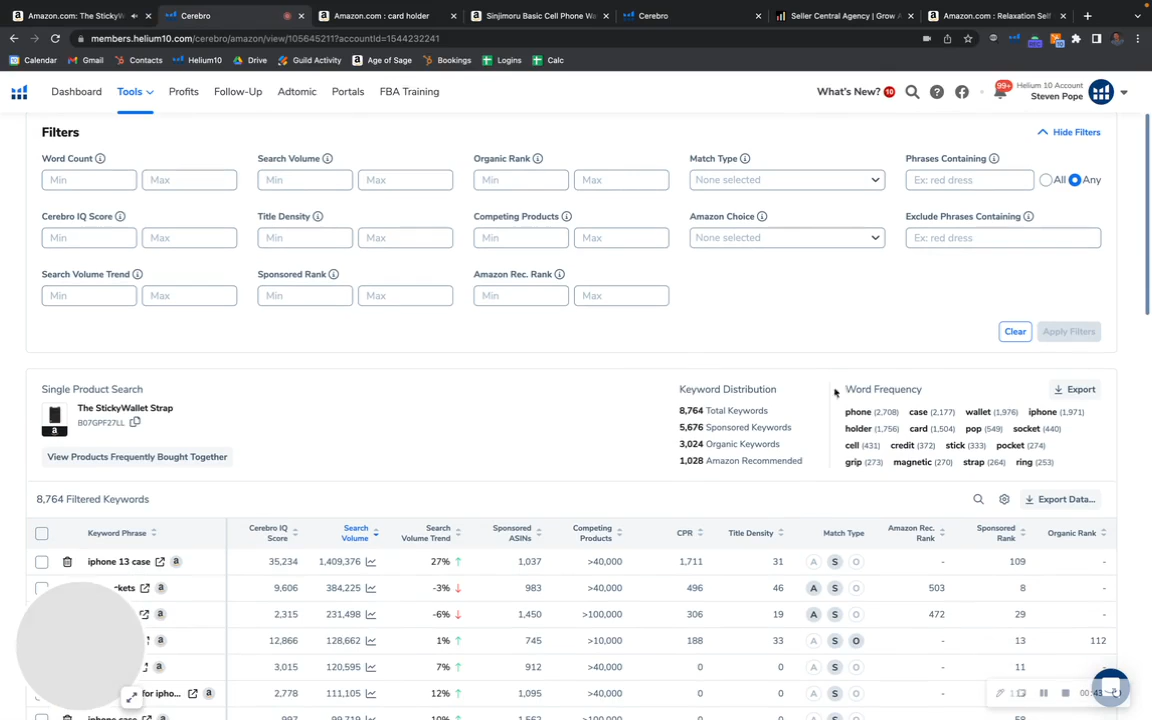 Amazon.com: The StickyW
Cerebro
Amazon.com : card holder
Sinjimoru Basic Cell Phone Wa
Cerebro
Seller Central Agency | Grow A
Amazon.com : Relaxation Self
members.helium10.com/cerebro/amazon/view/105645211?accountId=1544232241
Calendar Gmail Contacts Helium10 Drive Guild Activity Age of Sage Bookings Logins Calc
Dashboard Tools Profits Follow-Up Adtomic Portals FBA Training
What's New? 10
99+
Helium 10 Account
Steven Pope
Filters
Hide Filters
Word Count Search Volume Organic Rank Match Type Phrases Containing
Min Max Min Max Min Max None selected Ex: red dress All Any
Cerebro IQ Score Title Density Competing Products Amazon Choice Exclude Phrases Containing
Min Max Min Max Min Max None selected Ex: red dress
Search Volume Trend Sponsored Rank Amazon Rec. Rank
Min Max Min Max Min Max
Clear Apply Filters
Single Product Search
The StickyWallet Strap
B07GPF27LL
a
View Products Frequently Bought Together
Keyword Distribution
8,764 Total Keywords
5,676 Sponsored Keywords
3,024 Organic Keywords
1,028 Amazon Recommended
Word Frequency
Export
phone (2,708) case (2,177) wallet (1,976) iphone (1,971)
holder (1,756) card (1,504) pop (549) socket (440)
cell (431) credit (372) stick (333) pocket (274)
grip (273) magnetic (270) strap (264) ring (253)
8,764 Filtered Keywords
Export Data...
Keyword Phrase Cerebro IQ Score Search Volume Search Volume Trend Sponsored ASINs Competing Products CPR Title Density Match Type Amazon Rec. Rank Sponsored Rank Organic Rank
iphone 13 case a 35,234 1,409,376 27% 1,037 >40,000 1,711 31 A S O - 109 -
ckets a 9,606 384,225 -3% 983 >40,000 496 46 A S O 503 8 -
a 2,315 231,498 -6% 1,450 >100,000 306 19 A S O 472 29 -
a 12,866 128,662 1% 745 >10,000 188 33 A S O - 13 112
a 3,015 120,595 7% 912 >40,000 0 0 A S O - 11 -
for ipho... a 2,778 111,105 12% 1,095 >40,000 0 0 A S O - -